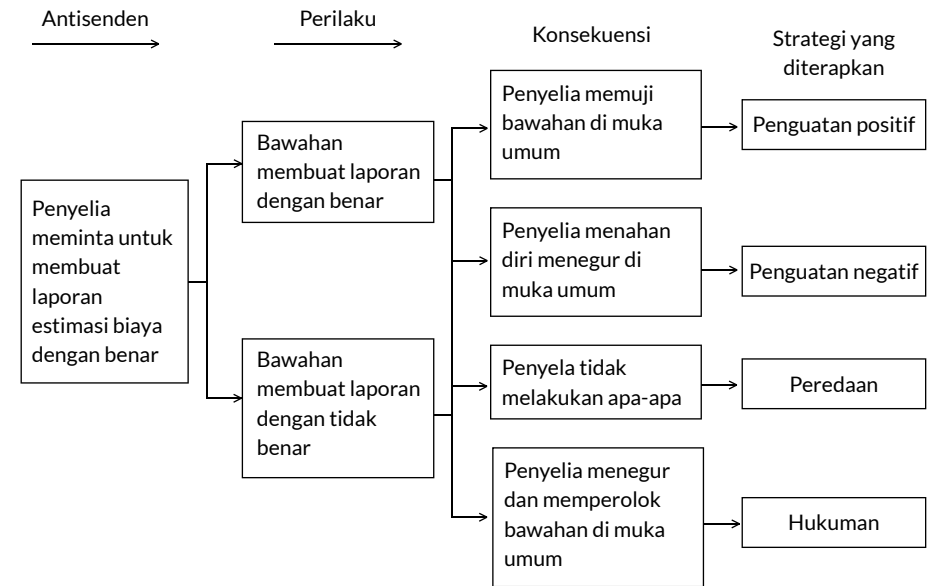 Antisenden
Perilaku
Konsekuensi
Strategi yang
diterapkan
Penyelia
meminta untuk
membuat
laporan
estimasi biaya
dengan benar
Bawahan
membuat laporan
dengan benar
Bawahan
membuat laporan
dengan tidak
benar
Penyelia memuji
bawahan di muka
umum
Penguatan positif
Penyelia menahan
diri menegur di
muka umum
Penguatan negatif
Penyela tidak
melakukan apa-apa
Peredaan
Penyelia menegur
dan memperolok
bawahan di muka
umum
Hukuman